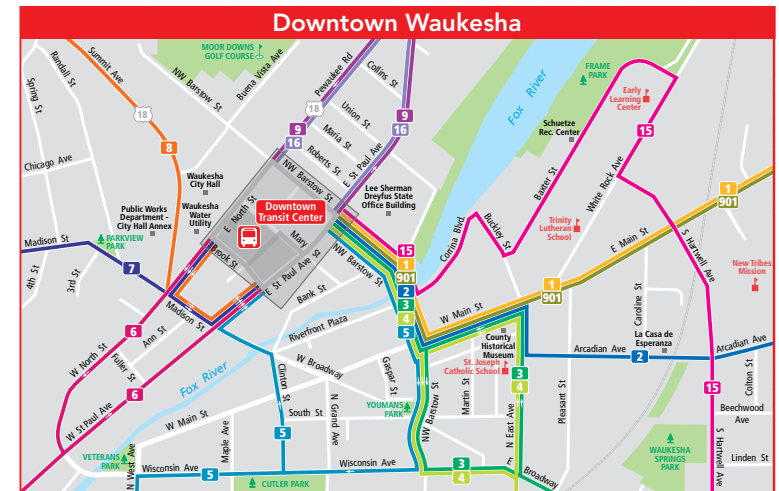 Downtown Waukesha
MOOR DOWNS
GOLF COURSE
Summit Ave
Randall St
Spring St
NW Barstow St
Buena Vista Ave
Pewaukee Rd
Collins St
18
18
9
16
9
16
Union St
Maria St
Roberts St
E St Paul Ave
Fox River
FRAME
PARK
Early
Learning
Center
Schuetze
Rec. Center
15
8
Chicago Ave
Waukesha
City Hall
NW Barstow St
Lee Sherman
Dreyfus State
Office Building
Baxter St
White Rock Ave
Public Works
Department -
City Hall Annex
Waukesha
Water
Utility
E North St
Downtown
Transit Center
Mary St
Brook St
E St Paul Ave
Corrina Blvd.
Buckley St
Trinity
Lutheran
School
1
901
Madison St
PARKVIEW
PARK
7
4th St
3rd St
NW Barstow St
Bank St
15
1
901
2
3
4
5
E Main St
S Hartwell Ave
New Tribes
Mission
1
901
Madison St
Riverfront Plaza
W Main St
Caroline St
6
Ann St
W North St
Fuller St
6
Fox River
W Broadway
County
Historical
Museum
La Casa de
Esperanza
Arcadian Ave
2
Arcadian Ave
St. Joseph
Catholic School
Clinton St
N Grand Ave
Gaspar St
Martin St
3
4
Pleasant St
15
Colton St
W St Paul Ave
W Main St
South St
YOUMANS
PARK
NW Barstow St
N East Ave
Beechwood
Ave
Maple Ave
5
VETERANS
PARK
N West Ave
Wisconsin Ave
5
Wisconsin Ave
CUTLER PARK
3
4
E Broadway
WAUKESHA
SPRINGS
PARK
S Hartwell Ave
Linden St